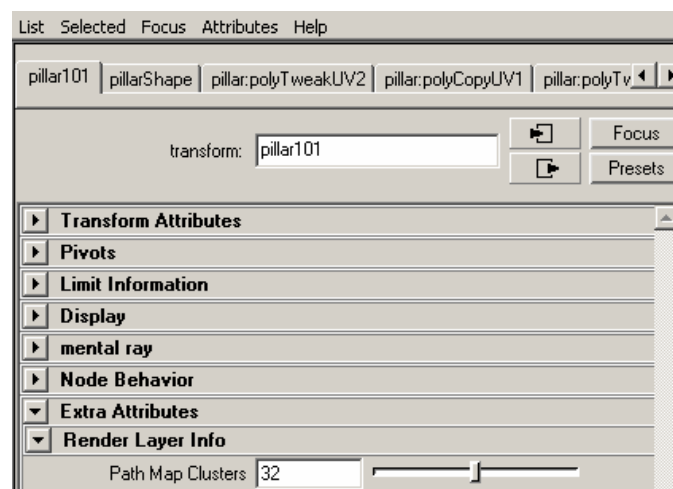 List Selected Focus Attributes Help
pillar101 pillarShape pillar:polyTweakUV2 pillar:polyCopyUV1
transform: pillar101 Focus
Presets
Transform Attributes
Pivots
Limit Information
Display
mental ray
Node Behavior
Extra Attributes
Render Layer Info
Path Map Clusters 32